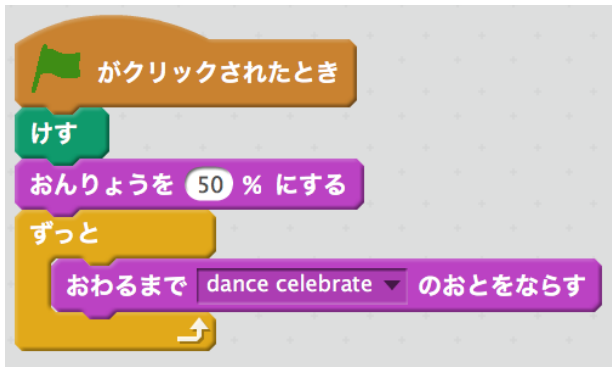 がクリックされたとき
けす
おんりょうを 50 % にする
ずっと
おわるまで dance celebrate のおとをならす